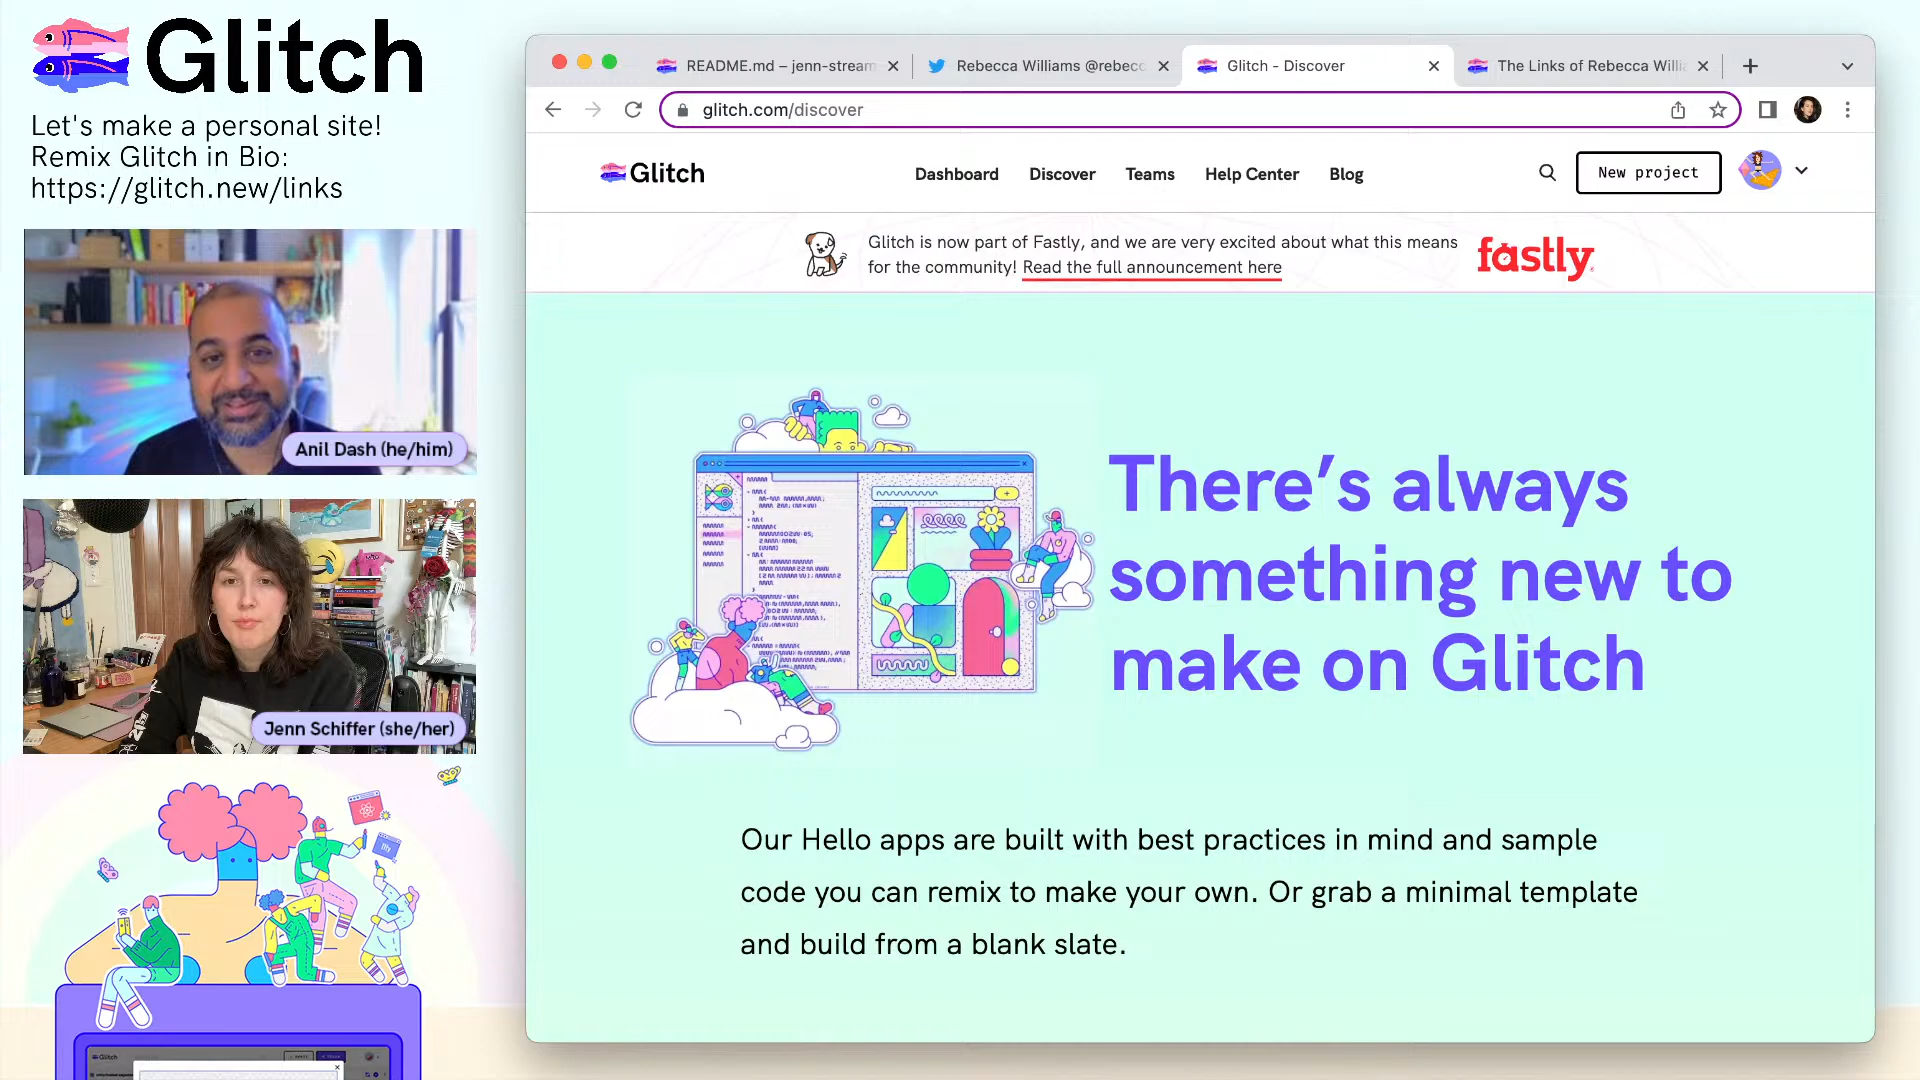 Glitch
Let's make a personal site!
Remix Glitch in Bio:
https://glitch.new/links
Anil Dash (he/him)
Jenn Schiffer (she/her)
README.md – jenn-stream
Rebecca Williams @rebecc
Glitch - Discover
The Links of Rebecca Willia
glitch.com/discover
Glitch
Dashboard
Discover
Teams
Help Center
Blog
New project
Glitch is now part of Fastly, and we are very excited about what this means
for the community! Read the full announcement here
fastly
There’s always
something new to
make on Glitch
Our Hello apps are built with best practices in mind and sample
code you can remix to make your own. Or grab a minimal template
and build from a blank slate.
Glitch